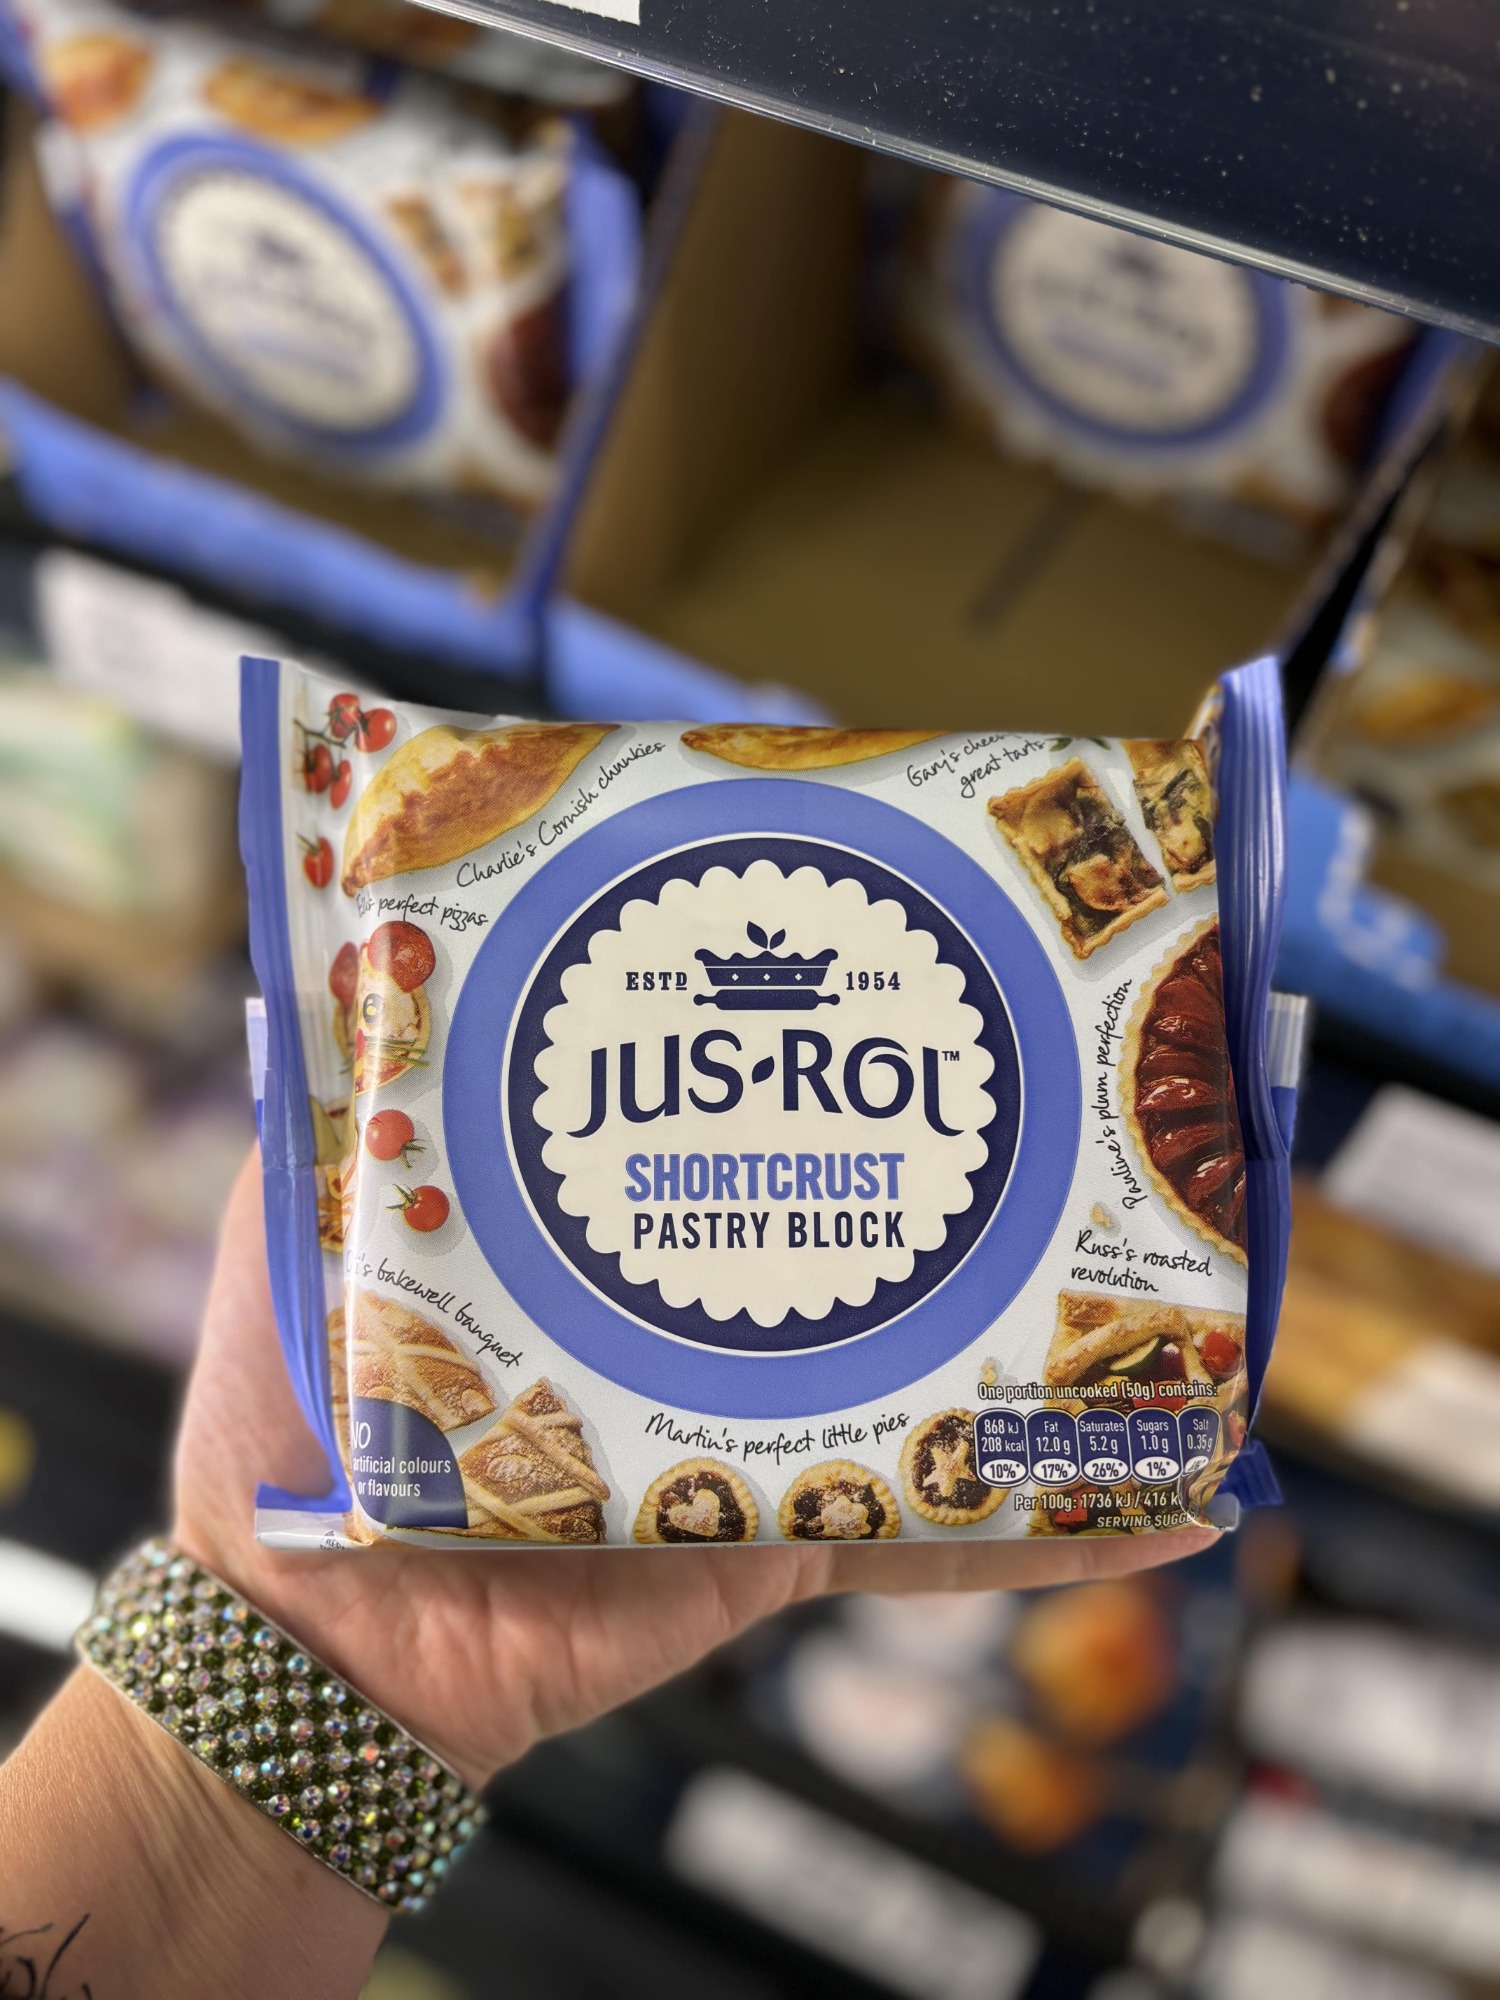 Charlie's Cornish chunkies
great tarts
perfect pizzas
ESTD 1954
JUS·ROL™
SHORTCRUST
PASTRY BLOCK
Pauline's plum perfection
Russ's roasted
revolution
bakewell banquet
Martin's perfect little pies
NO
artificial colours
or flavours
One portion uncooked (50g) contains:
868 kJ Fat Saturates Sugars Salt
208 kcal 12.0 g 5.2 g 1.0 g 0.35g
10%* 17%* 26%* 1%*
Per 100g: 1736 kJ / 416 k
SERVING SUGGE